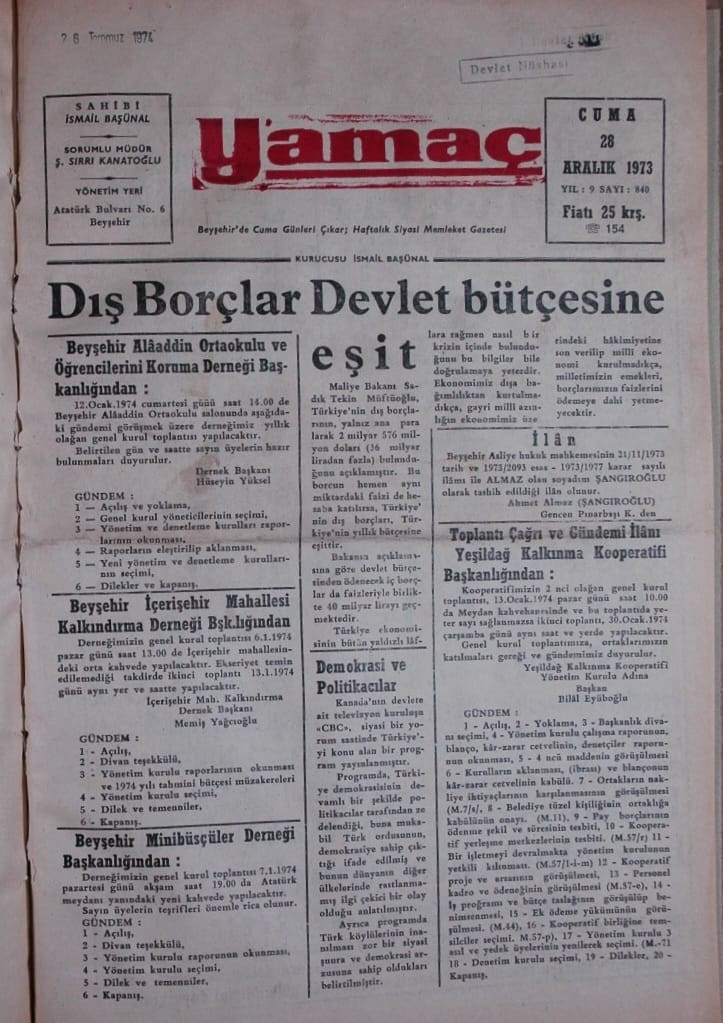 26 Temmuz 1974
Devlet Nüshası
SAHİBİ
İSMAİL BAŞÜNAL
SORUMLU MÜDÜR
Ş. SIRRI KANATOĞLU
YÖNETİM YERİ
Atatürk Bulvarı No. 6
Beyşehir
Yamaç
Beyşehir'de Cuma Günleri Çıkar; Haftalık Siyasi Memleket Gazetesi
CUMA
28
ARALIK 1973
YIL : 9 SAYI : 840
Fiatı 25 krş.
☏ 154
KURUCUSU İSMAİL BAŞÜNAL
Dış Borçlar Devlet bütçesine
eşit
Beyşehir Alâaddin Ortaokulu ve
Öğrencilerini Koruma Derneği Baş-
kanlığından :
12.Ocak.1974 cumartesi günü saat 14.00 de
Beyşehir Alâaddin Ortaokulu salonunda aşağıda-
ki gündemi görüşmek üzere derneğimiz yıllık
olağan genel kurul toplantısı yapılacaktır.
Belirtilen gün ve saatte sayın üyelerin hazır
bulunmaları duyurulur.
Dernek Başkanı
Hüseyin Yüksel
GÜNDEM :
1 — Açılış ve yoklama,
2 — Genel kurul yöneticilerinin seçimi,
3 — Yönetim ve denetleme kurulları rapor-
larının okunması,
4 — Raporların eleştirilip aklanması,
5 — Yeni yönetim ve denetleme kurulları-
nın seçimi,
6 — Dilekler ve kapanış.
Beyşehir İçerişehir Mahallesi
Kalkındırma Derneği Bşk.lığından
Derneğimizin genel kurul toplantısı 6.1.1974
pazar günü saat 13.00 de İçerişehir mahallesin-
deki orta kahvede yapılacaktır. Ekseriyet temin
edilemediği takdirde ikinci toplantı 13.1.1974
günü aynı yer ve saatte yapılacaktır.
İçerişehir Mah. Kalkındırma
Dernek Başkanı
Memiş Yağcıoğlu
GÜNDEM :
1 - Açılış,
2 - Divan teşekkülü,
3 - Yönetim kurulu raporlarının okunması
ve 1974 yılı tahmini bütçesi müzakereleri
4 - Yönetim kurulu seçimi,
5 - Dilek ve temenniler,
6 - Kapanış.
Beyşehir Minibüsçüler Derneği
Başkanlığından :
Derneğimizin genel kurul toplantısı 7.1.1974
pazartesi günü akşam saat 19.00 da Atatürk
meydanı yanındaki yeni kahvede yapılacaktır.
Sayın üyelerin teşrifleri önemle rica olunur.
GÜNDEM :
1 - Açılış,
2 - Divan teşekkülü,
3 - Yönetim kurulu raporunun okunması,
4 - Yönetim kurulu seçimi,
5 - Dilek ve temenniler,
6 - Kapanış.
Maliye Bakanı Sa-
dık Tekin Müftüoğlu,
Türkiye'nin dış borçla-
rının, yalnız ana para
larak 2 milyar 576 mil-
yon doları (36 milyar
liradan fazla) bulundu-
ğunu açıklamıştır. Bu
borcun hemen aynı
miktardaki faizi de he-
saba katılırsa, Türkiye'
nin dış borçları, Tür-
kiye'nin yıllık bütçesine
eşittir.
Bakanın açıklama-
sına göre devlet bütçe-
sinden ödenecek iç borç-
lar da faizleriyle birlik-
te 40 milyar lirayı geç-
mektedir.
Türkiye ekonomi-
sinin bütün yaldızlı lâf-
lara rağmen nasıl bir
krizin içinde bulundu-
ğunu bu bilgiler bile
doğrulamaya yeterdir.
Ekonomimiz dışa ba-
ğımlılıktan kurtulma-
dıkça, gayri milli azın-
lığın ekonomimiz üze
rindeki hâkimiyetine
son verilip milli eko-
nomi kurulmadıkça,
milletimizin emekleri,
borçlarımızın faizlerini
ödemeye dahi yetme-
yecektir.
Demokrasi ve
Politikacılar
Kanada'nın devlete
ait televizyon kuruluşu
«CBC», siyasi bir yo-
rum saatinde Türkiye'-
yi konu alan bir prog-
ram yayınlamıştır.
Programda, Türki-
ye demokrasisinin de-
vamlı bir şekilde po-
litikacılar tarafından ze
delendiği, buna muka-
bil Türk ordusunun,
demokrasiye sahip çık-
tığı ifade edilmiş ve
bunun dünyanın diğer
ülkelerinde rastlanma-
mış ilgi çekici bir olay
olduğu anlatılmıştır.
Ayrıca programda
Türk köylülerinin ina-
nılması zor bir siyasi
şuura ve demokrasi ar-
zusuna sahip oldukları
belirtilmiştir.
İlân
Beyşehir Asliye hukuk mahkemesinin 21/11/1973
tarih ve 1973/2093 esas - 1973/1977 karar sayılı
ilâmı ile ALMAZ olan soyadım ŞANGIROĞLU
olarak tashih edildiği ilân olunur.
Ahmet Almaz (ŞANGIROĞLU)
Gencen Pınarbaşı K. den
Toplantı Çağrı ve Gündemi İlânı
Yeşildağ Kalkınma Kooperatifi
Başkanlığından :
Kooperatifimizin 2 nci olağan genel kurul
toplantısı, 13.Ocak.1974 pazar günü saat 10.00
da Meydan kahvehanesinde ve bu toplantıda ye-
ter sayı sağlanmazsa ikinci toplantı, 30.Ocak.1974
çarşamba günü aynı saat ve yerde yapılacaktır.
Genel kurul toplantımıza, ortaklarımızın
katılmaları gereği ve gündemimiz duyurulur.
Yeşildağ Kalkınma Kooperatifi
Yönetim Kurulu Adına
Başkan
Bilâl Eyüboğlu
GÜNDEM :
1 - Açılış, 2 - Yoklama, 3 - Başkanlık diva-
nı seçimi, 4 - Yönetim kurulu çalışma raporunun,
blanço, kâr-zarar cetvelinin, denetçiler raporu-
nun okunması, 5 - 4 ncü maddenin görüşülmesi
6 - Kurulların aklanması, (ibrası) ve blançonun
kâr-zarar cetvelinin kabülü. 7 - Ortakların nak-
liye ihtiyaçlarının karşılanmasının görüşülmesi
(M.7/s/, 8 - Belediye tüzel kişiliğinin ortaklığa
kabülünün onayı. (M.11), 9 - Pay borçlarının
ödenme şekil ve süresinin tesbiti, 10 - Koopera-
tif yerleşme merkezlerinin tesbiti. (M.57/r) 11 -
Bir işletmeyi devralmakta yönetim kurulunun
yetkili kılınması. (M.57/1-i-m) 12 - Kooperatif
proje ve arsasının görüşülmesi, 13 - Personel
kadro ve ödeneğinin görüşülmesi (M.57-e), 14 -
İş programı ve bütçe taslağının görüşülüp be-
nimsenmesi, 15 - Ek ödeme yükümünün görü-
şülmesi. (M.44), 16 - Kooperatif birliğine tem-
silciler seçimi. M.57-p), 17 - Yönetim kurulu 3
asıl ve yedek üyelerinin yenilerek seçimi. (M.-71
18 - Denetim kurulu seçimi, 19 - Dilekler, 20 -
Kapanış.